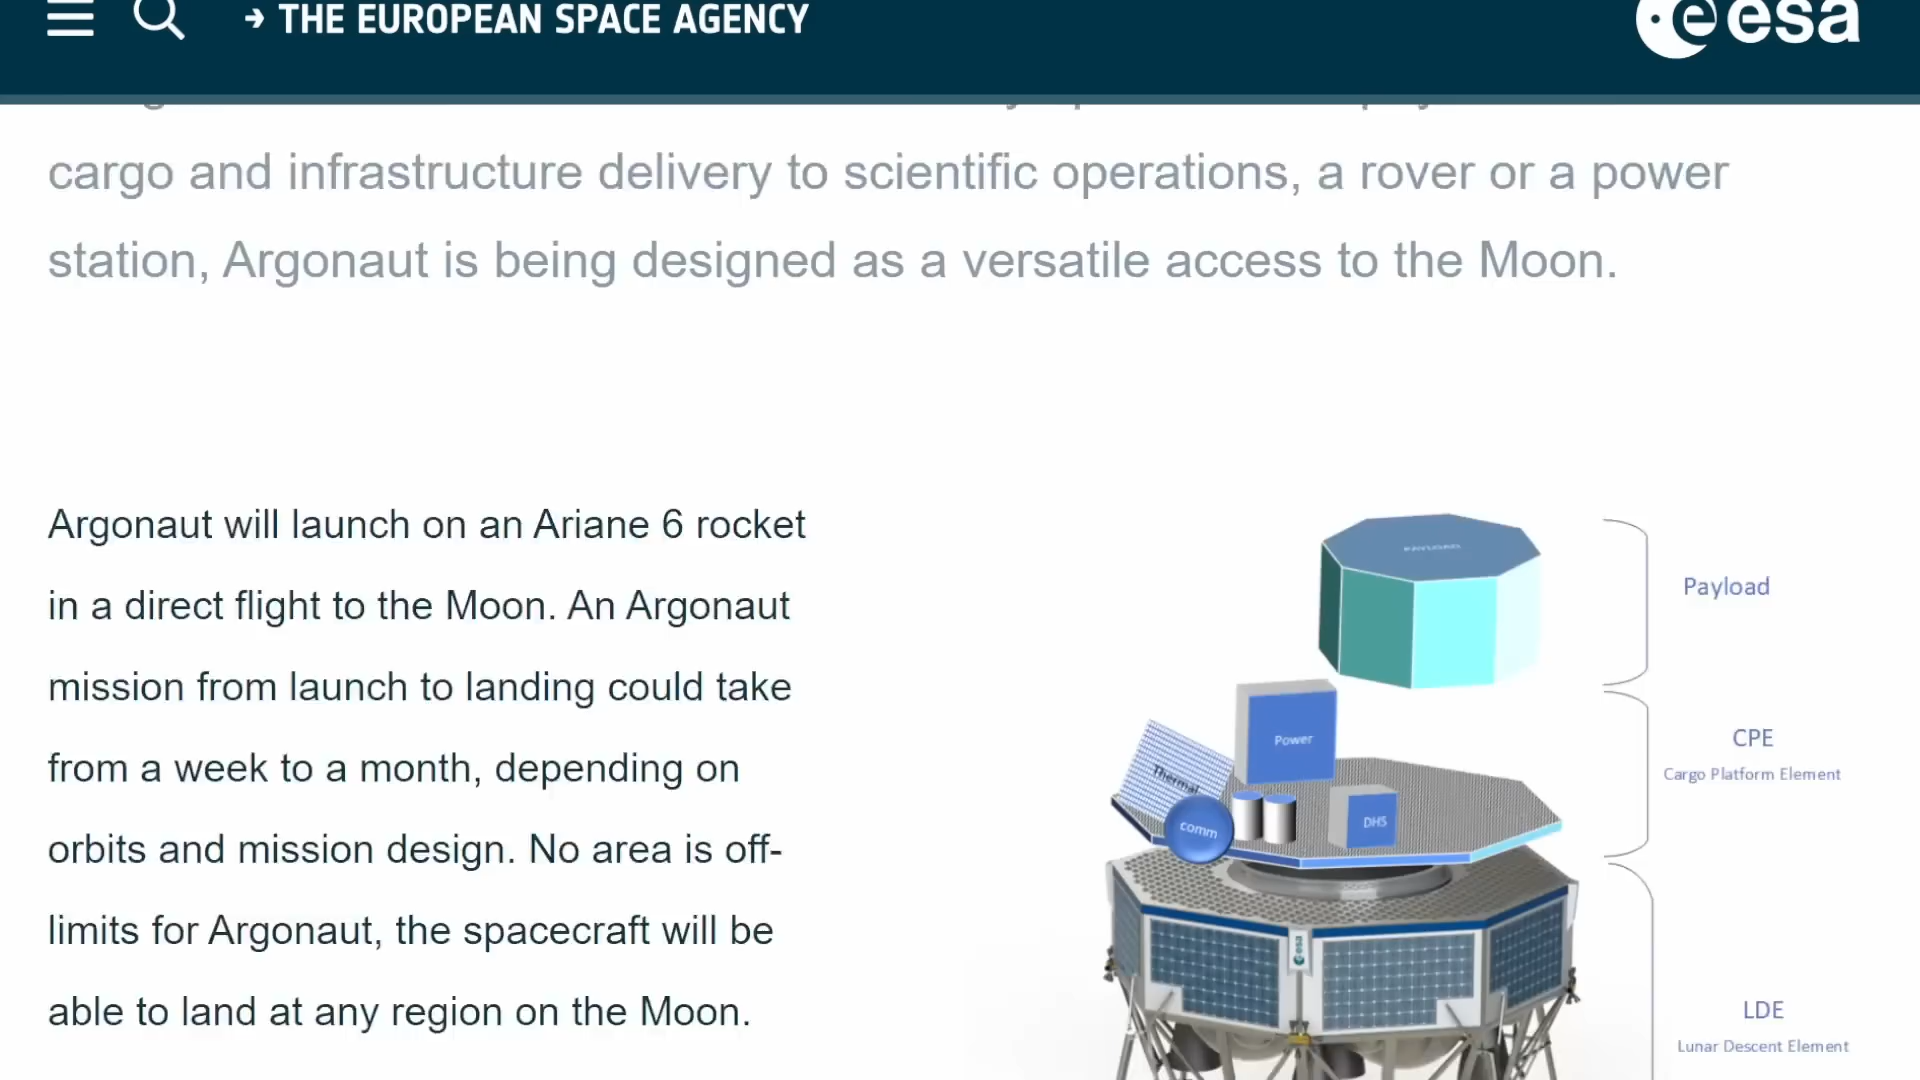 → THE EUROPEAN SPACE AGENCY
esa
cargo and infrastructure delivery to scientific operations, a rover or a power
station, Argonaut is being designed as a versatile access to the Moon.
Argonaut will launch on an Ariane 6 rocket
in a direct flight to the Moon. An Argonaut
mission from launch to landing could take
from a week to a month, depending on
orbits and mission design. No area is off-
limits for Argonaut, the spacecraft will be
able to land at any region on the Moon.
PAYLOAD
Payload
Power
Thermal
comm
DHS
CPE
Cargo Platform Element
esa
LDE
Lunar Descent Element